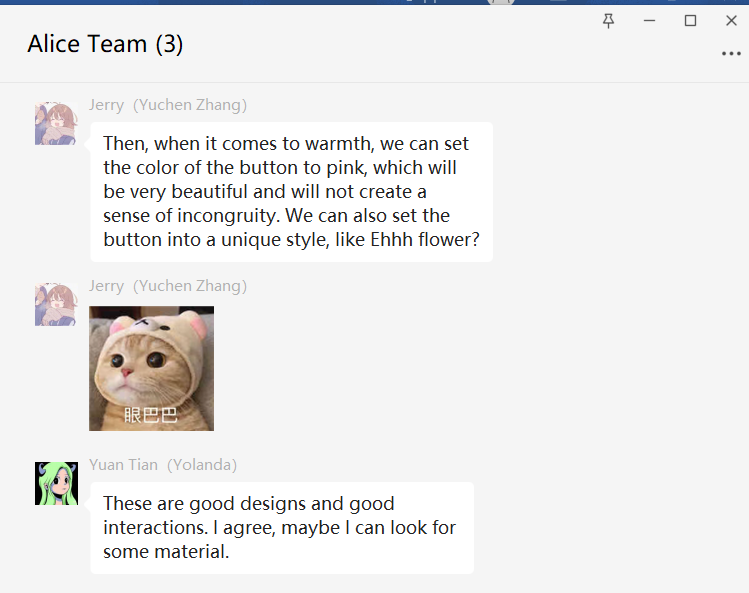 Alice Team (3)
Jerry (Yuchen Zhang)
Then, when it comes to warmth, we can set
the color of the button to pink, which will
be very beautiful and will not create a
sense of incongruity. We can also set the
button into a unique style, like Ehhh flower?
Jerry (Yuchen Zhang)
眼巴巴
Yuan Tian (Yolanda)
These are good designs and good
interactions. I agree, maybe I can look for
some material.